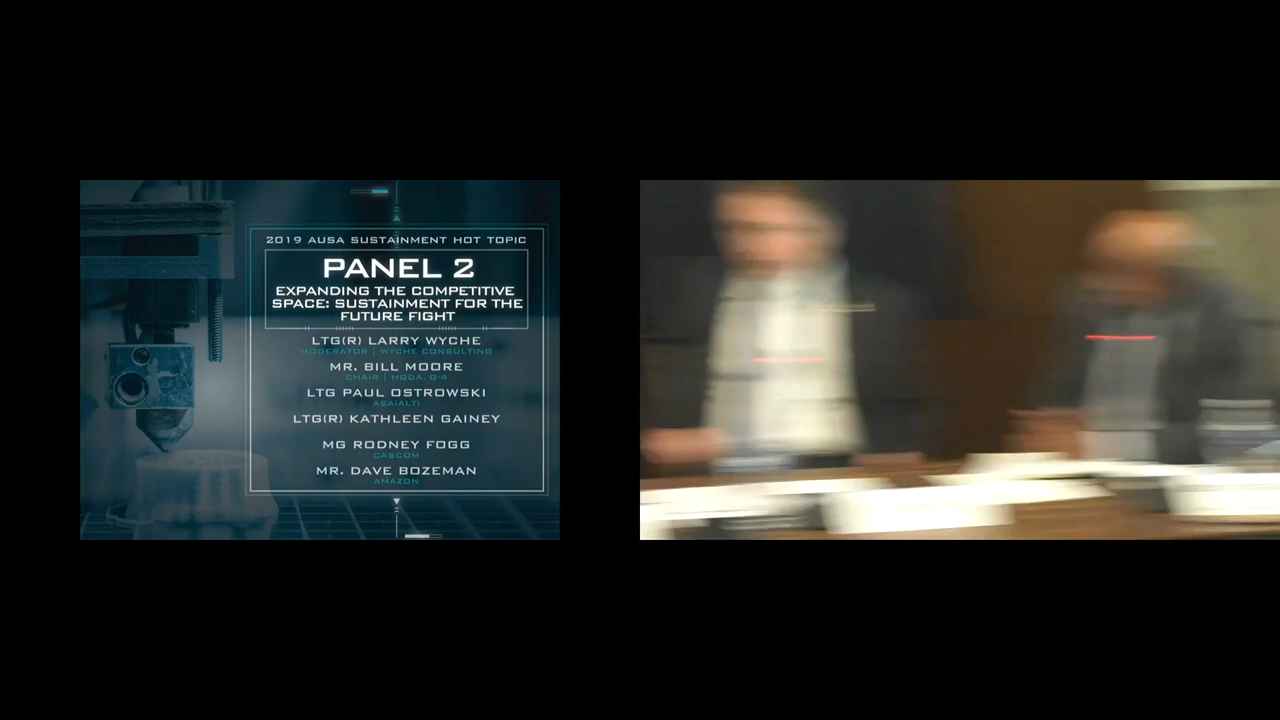 2019 AUSA SUSTAINMENT HOT TOPIC
PANEL 2
EXPANDING THE COMPETITIVE
SPACE: SUSTAINMENT FOR THE
FUTURE FIGHT
LTG(R) LARRY WYCHE
MODERATOR | WYCHE CONSULTING
MR. BILL MOORE
CHAIR | HQDA, G-4
LTG PAUL OSTROWSKI
ASA(ALT)
LTG(R) KATHLEEN GAINEY
MG RODNEY FOGG
CASCOM
MR. DAVE BOZEMAN
AMAZON